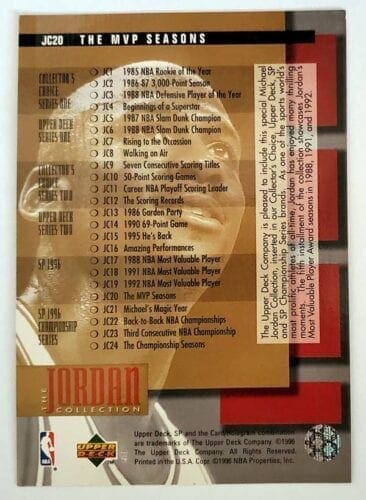 JC20 THE MVP SEASONS
COLLECTOR'S
CHOICE
SERIES ONE
JC1 1985 NBA Rookie of the Year
JC2 1986-87 3,000-Point Season
JC3 1988 NBA Defensive Player of the Year
JC4 Beginnings of a Superstar
UPPER DECK
SERIES ONE
JC5 1987 NBA Slam Dunk Champion
JC6 1988 NBA Slam Dunk Champion
JC7 Rising to the Occassion
JC8 Walking on Air
COLLECTOR'S
CHOICE
SERIES TWO
JC9 Seven Consecutive Scoring Titles
JC10 50-Point Scoring Games
JC11 Career NBA Playoff Scoring Leader
JC12 The Scoring Records
UPPER DECK
SERIES TWO
JC13 1986 Garden Party
JC14 1990 69-Point Game
JC15 1995 He's Back
JC16 Amazing Performances
SP 1996
JC17 1988 NBA Most Valuable Player
JC18 1991 NBA Most Valuable Player
JC19 1992 NBA Most Valuable Player
JC20 The MVP Seasons
SP 1996
CHAMPIONSHIP
SERIES
JC21 Michael's Magic Year
JC22 Back-to-Back NBA Championships
JC23 Third Consecutive NBA Championship
JC24 The Championship Seasons
The Upper Deck Company is pleased to include this special Michael
Jordan Collection, inserted in our Collector's Choice, Upper Deck, SP
and SP Championship Series brands. As one of the sports world's
most prolific athletes of all-time, Jordan has enjoyed many thrilling
moments. The fifth installment of the collection showcases Jordan's
Most Valuable Player Award seasons in 1988, 1991, and 1992.
THE
JORDAN
COLLECTION
NBA
UPPER
DECK
Upper Deck, SP and the Card/Hologram combination
are trademarks of The Upper Deck Company. ©1996
The Upper Deck Company. All Rights Reserved.
Printed in the U.S.A. Copr. ©1996 NBA Properties, Inc.